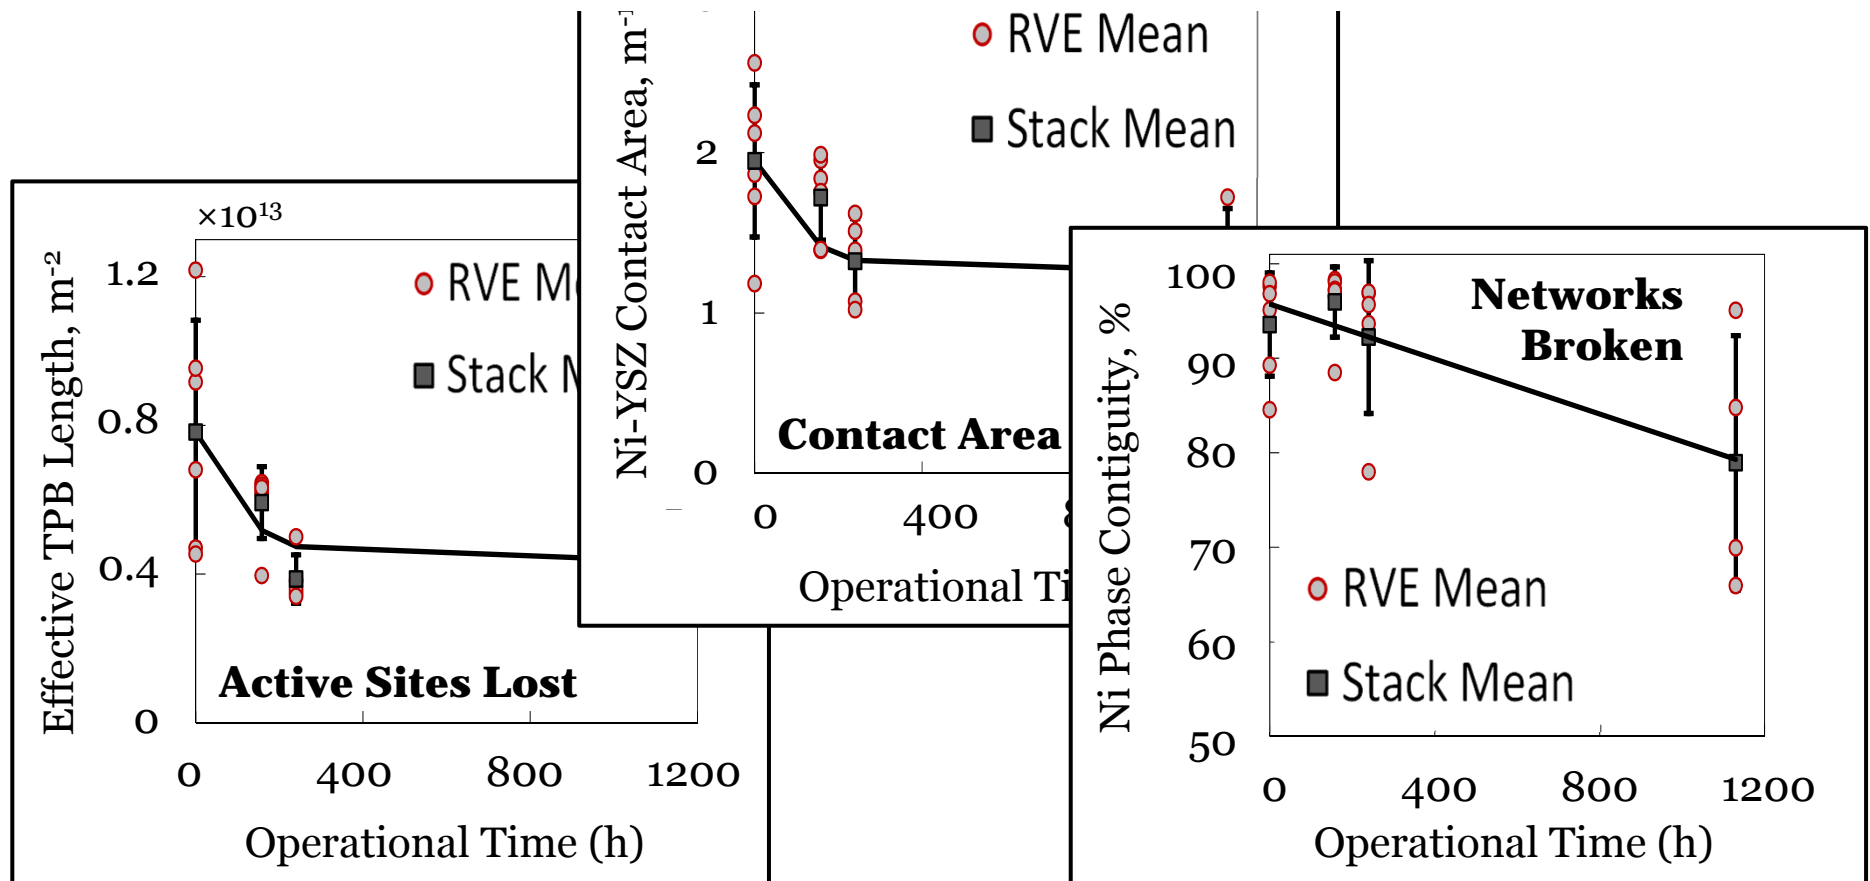 ×10¹³
Effective TPB Length, m⁻²
1.2
0.8
0.4
0
RVE
Stack
Active Sites Lost
0
400
800
1200
Operational Time (h)
Ni-YSZ Contact Area, m⁻¹
2
1
0
RVE Mean
Stack Mean
Contact Area
0
400
Operational
Ni Phase Contiguity, %
100
90
80
70
60
50
Networks
Broken
RVE Mean
Stack Mean
0
400
800
1200
Operational Time (h)